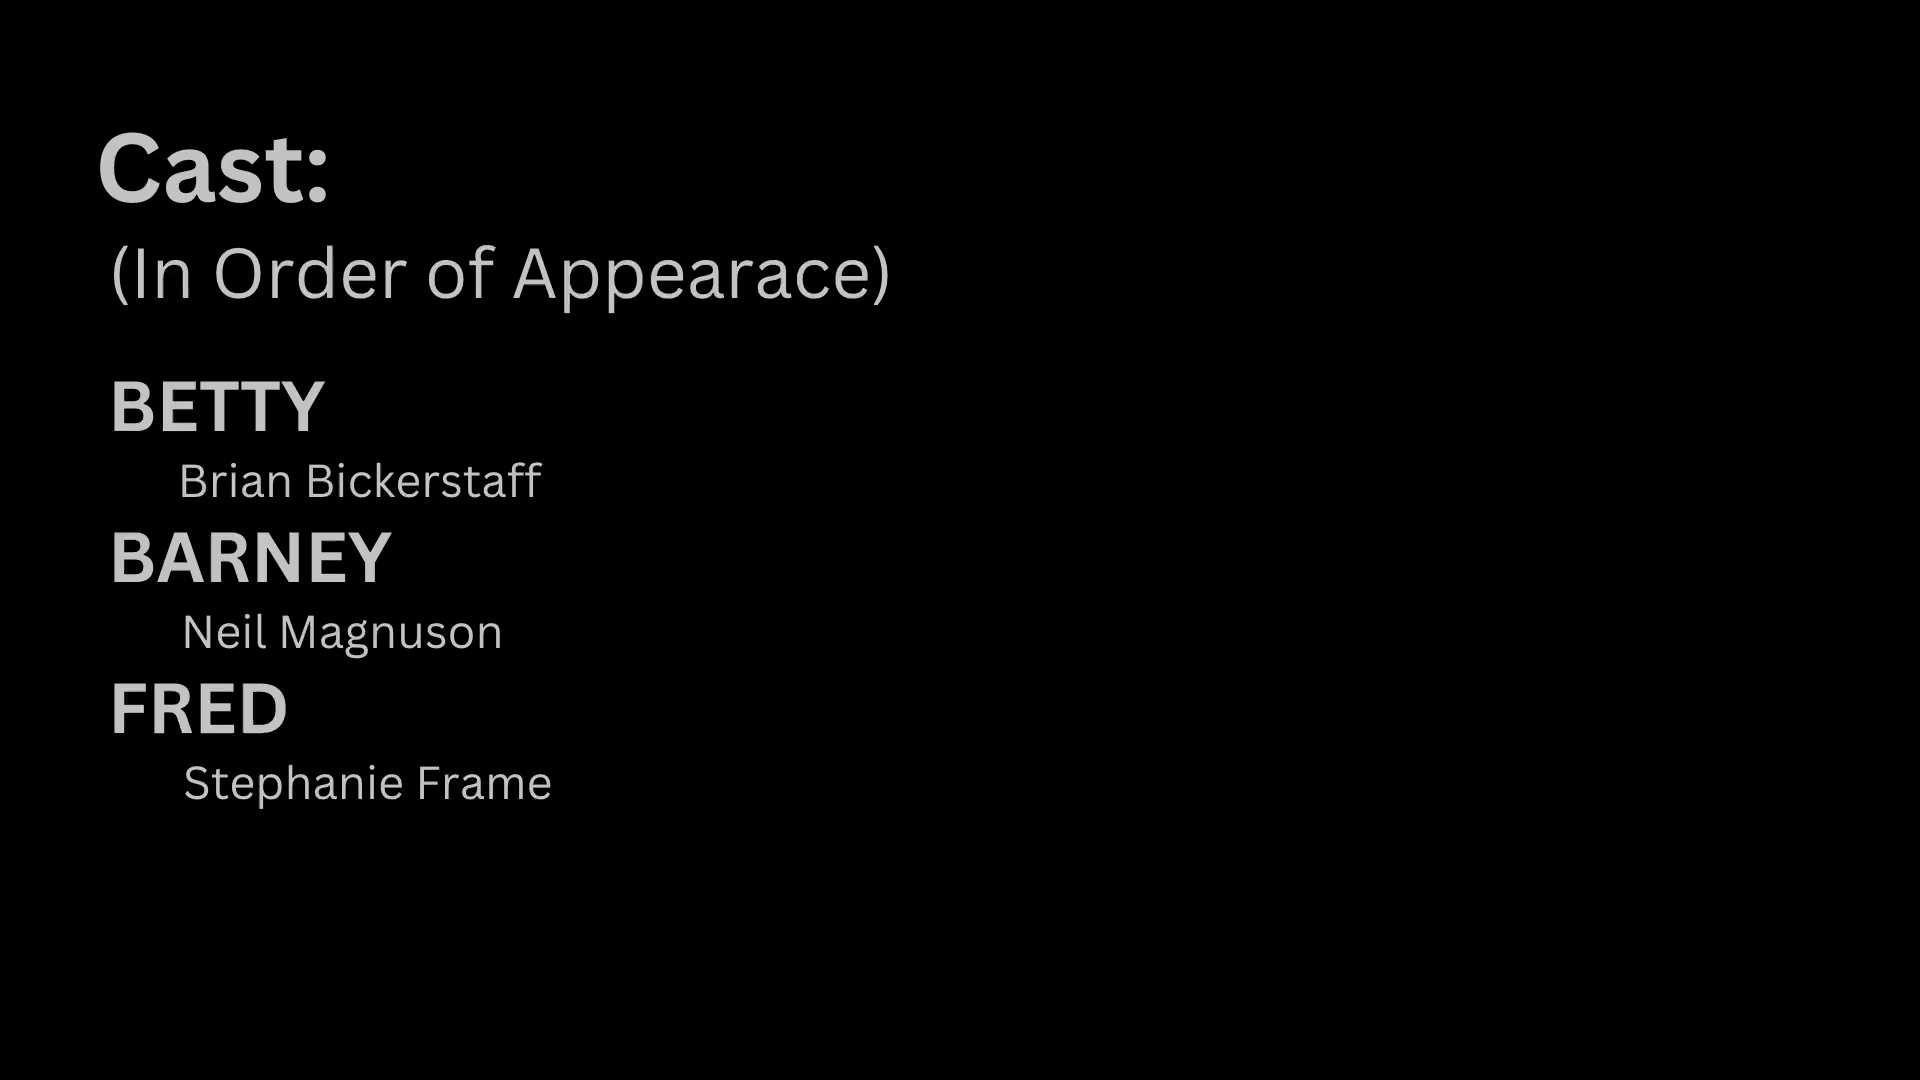 Cast:
(In Order of Appearace)
BETTY
Brian Bickerstaff
BARNEY
Neil Magnuson
FRED
Stephanie Frame